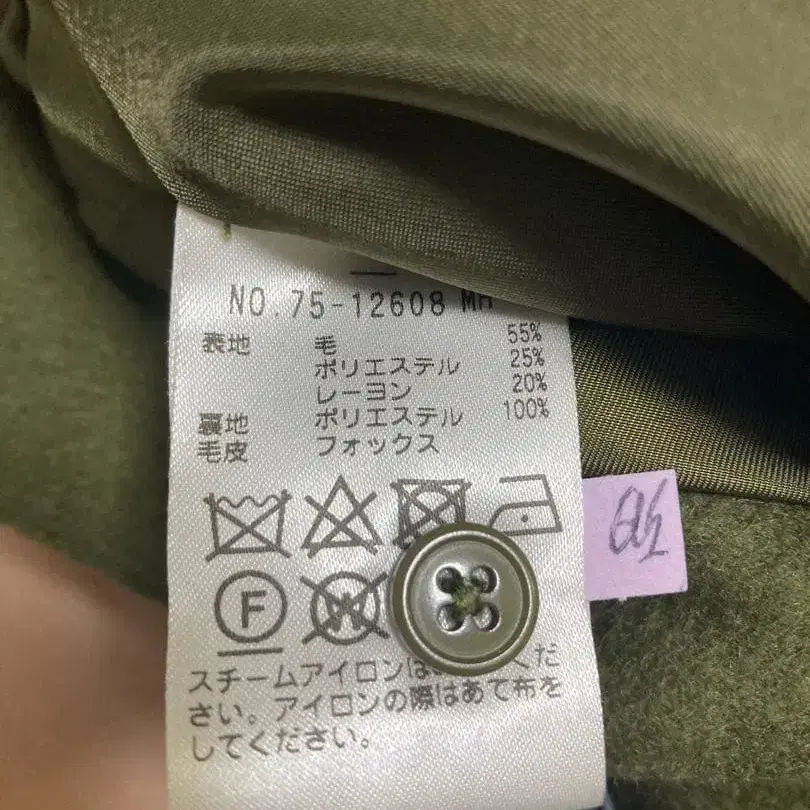 NO.75-12608 MH
表地 毛 55%
ポリエステル 25%
レーヨン 20%
裏地 ポリエステル 100%
毛皮 フォックス
F
W
スチームアイロンは くだ
さい。アイロンの際はあて布を
してください。